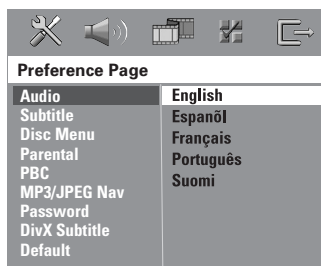 Preference Page
Audio
Subtitle
Disc Menu
Parental
PBC
MP3/JPEG Nav
Password
DivX Subtitle
Default
English
Espanõl
Français
Português
Suomi